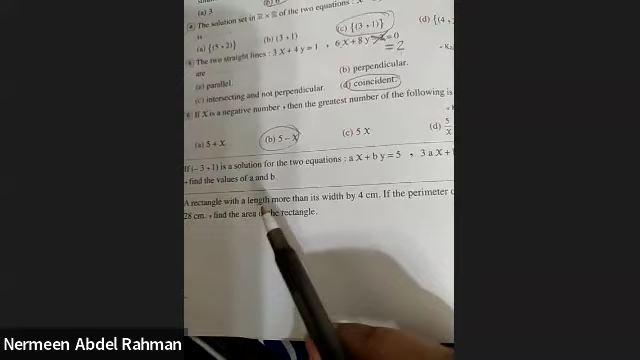 (a) 3
The solution set in ℝ × ℝ of the two equations :
is
(a) {(5 , 2)} (b) (3 , 1) (c) {(3 , 1)} (d) {(4 ,
The two straight lines : 3 X + 4 y = 1 , 6 X + 8 y = 0
= 2
are
(a) parallel. (b) perpendicular.
(c) intersecting and not perpendicular. (d) coincident.
If X is a negative number , then the greatest number of the following is
(a) 5 + X (b) 5 – X (c) 5 X (d) 5/X
If (– 3 , 1) is a solution for the two equations : a X + b y = 5 , 3 a X +
, find the values of a and b.
A rectangle with a length more than its width by 4 cm. If the perimeter
28 cm. , find the area of the rectangle.
Nermeen Abdel Rahman